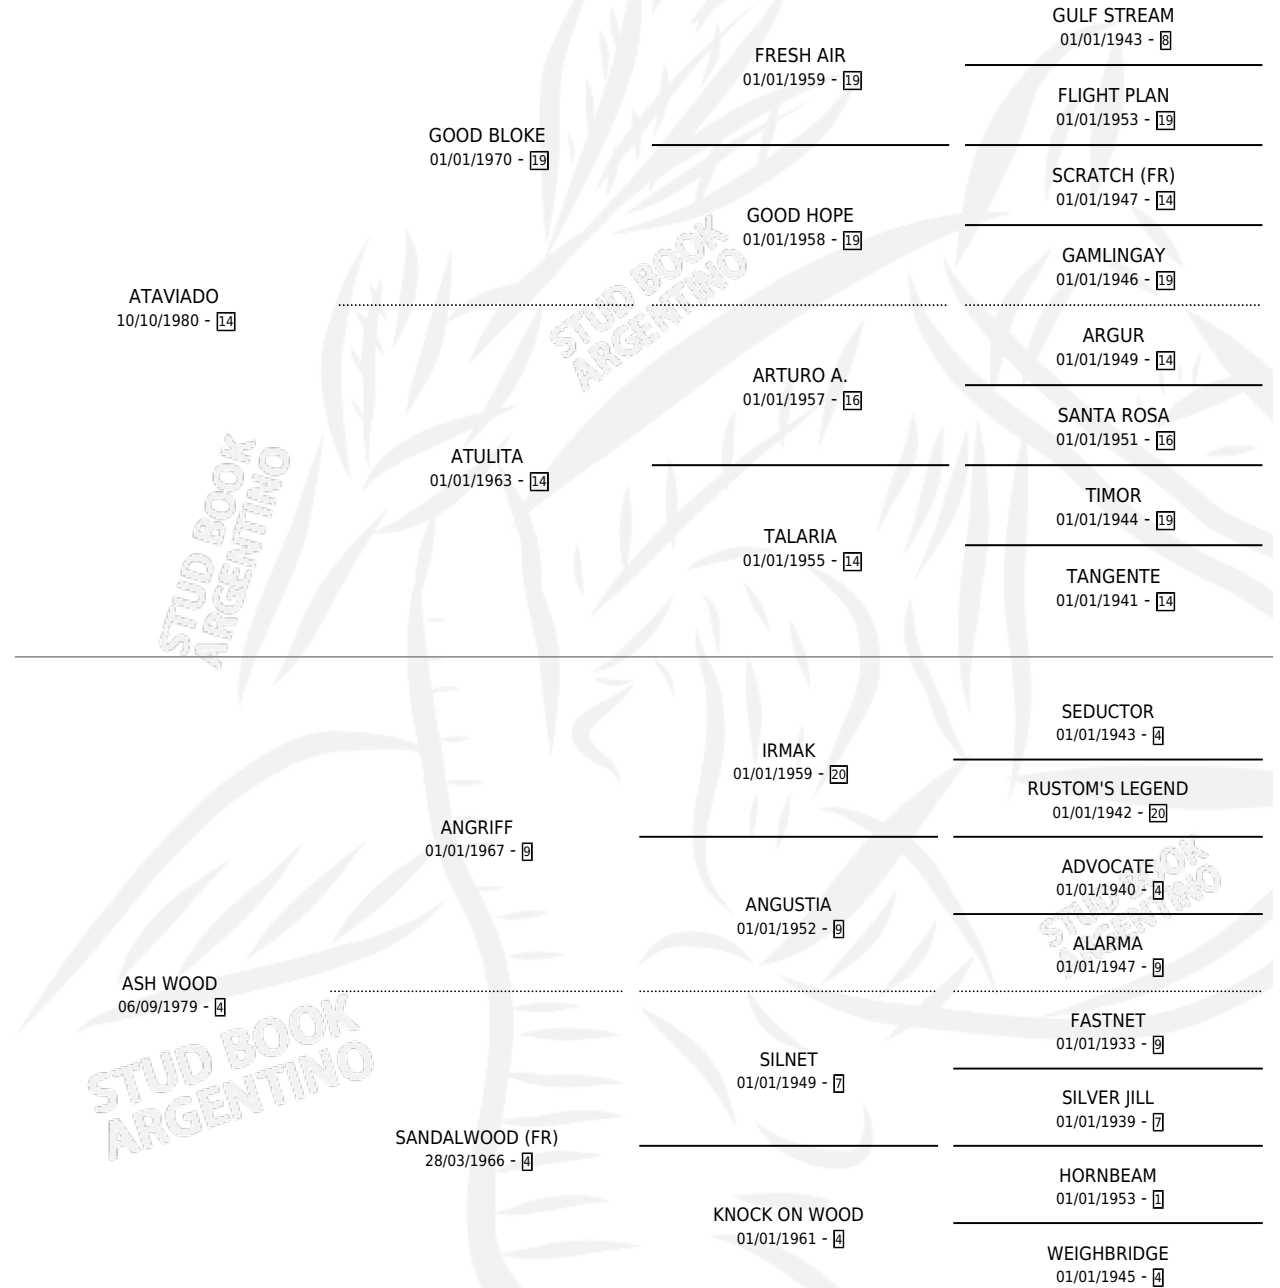 GULF STREAM
01/01/1943 - 8
FRESH AIR
01/01/1959 - 19
FLIGHT PLAN
01/01/1953 - 19
GOOD BLOKE
01/01/1970 - 19
SCRATCH (FR)
01/01/1947 - 14
GOOD HOPE
01/01/1958 - 19
GAMLINGAY
01/01/1946 - 19
ATAVIADO
10/10/1980 - 14
ARGUR
01/01/1949 - 14
ARTURO A.
01/01/1957 - 16
SANTA ROSA
01/01/1951 - 16
ATULITA
01/01/1963 - 14
TIMOR
01/01/1944 - 19
TALARIA
01/01/1955 - 14
TANGENTE
01/01/1941 - 14
SEDUCTOR
01/01/1943 - 4
IRMAK
01/01/1959 - 20
RUSTOM'S LEGEND
01/01/1942 - 20
ANGRIFF
01/01/1967 - 9
ADVOCATE
01/01/1940 - 4
ANGUSTIA
01/01/1952 - 9
ALARMA
01/01/1947 - 9
ASH WOOD
06/09/1979 - 4
FASTNET
01/01/1933 - 9
SILNET
01/01/1949 - 7
SILVER JILL
01/01/1939 - 7
SANDALWOOD (FR)
28/03/1966 - 4
HORNBEAM
01/01/1953 - 1
KNOCK ON WOOD
01/01/1961 - 4
WEIGHBRIDGE
01/01/1945 - 4
STUD BOOK
ARGENTINO
STUD BOOK
ARGENTINO
STUD BOOK
ARGENTINO
STUD BOOK
ARGENTINO